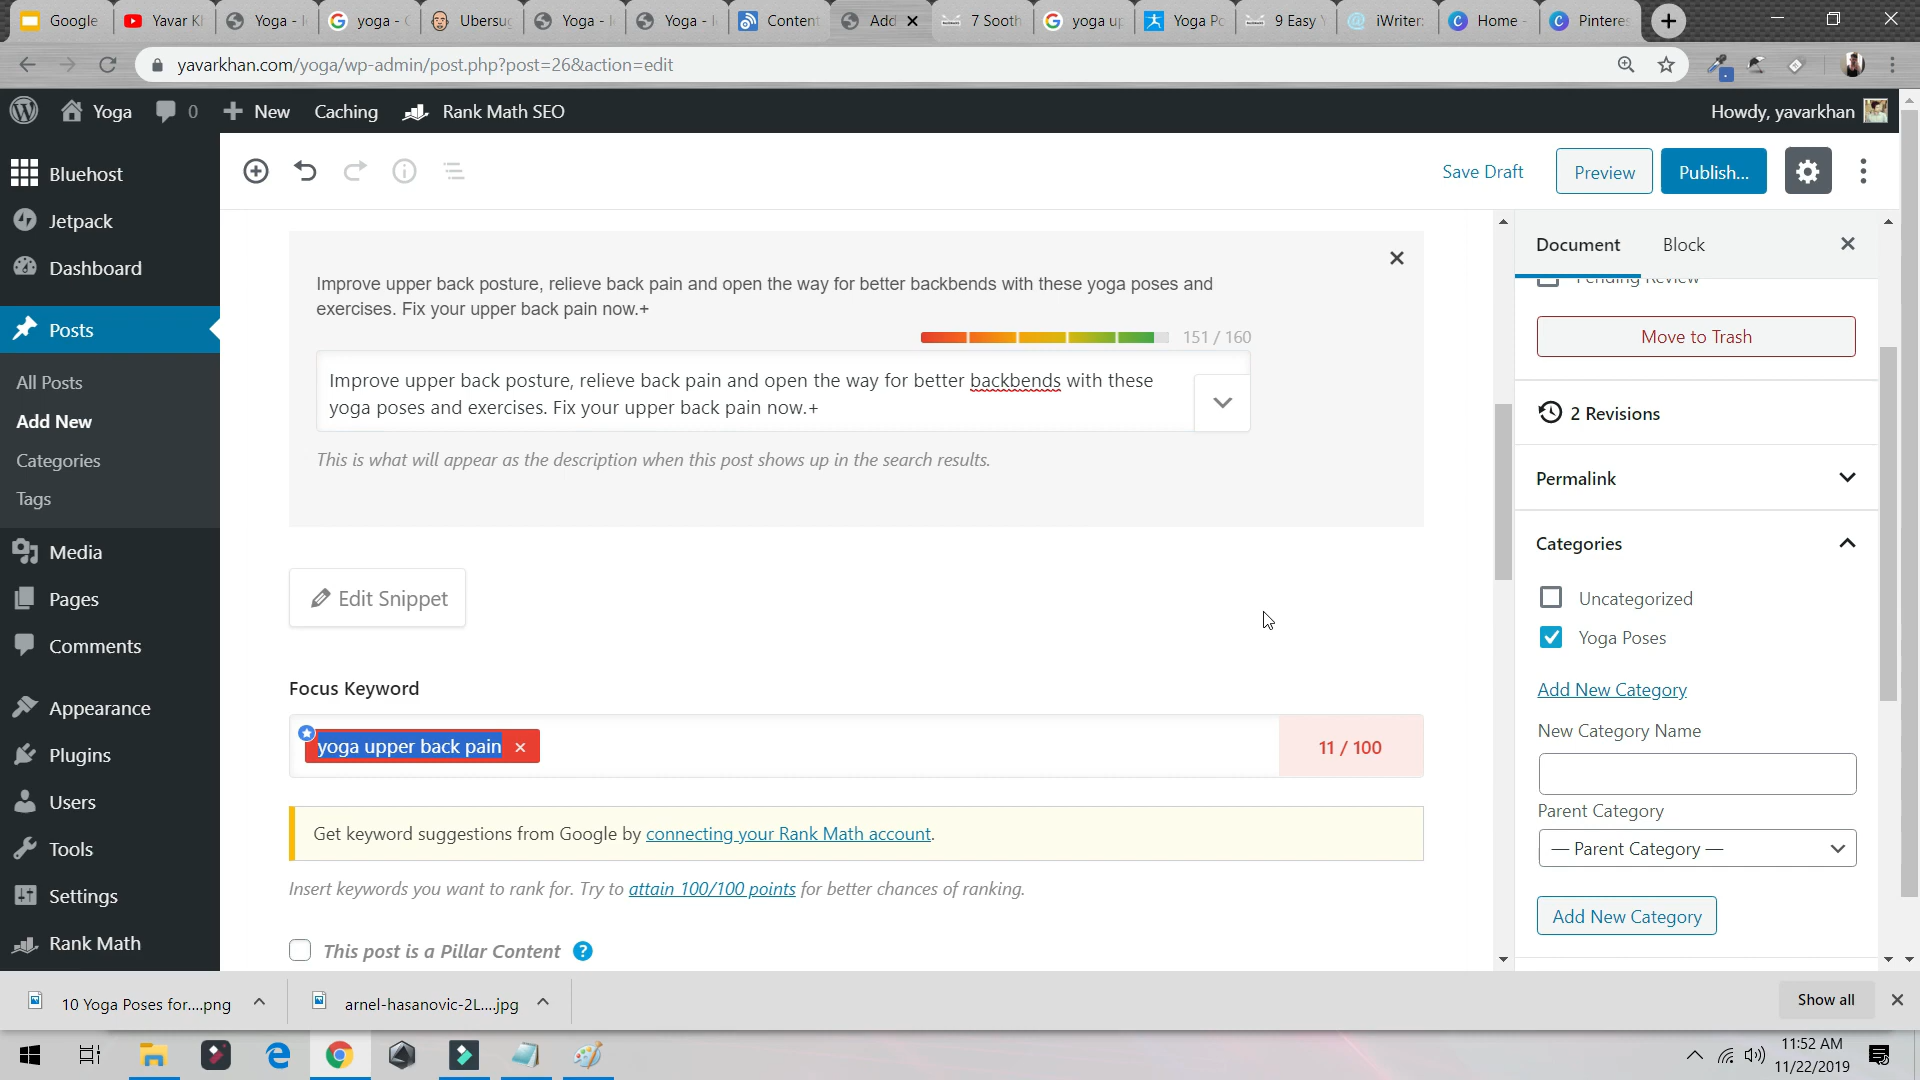 Google
Yavar K
Yoga -
yoga -
Ubersug
Yoga -
Yoga -
Content
Add
7 Sooth
yoga up
Yoga Po
9 Easy
iWriter:
Home -
Pinteres
yavarkhan.com/yoga/wp-admin/post.php?post=26&action=edit
Yoga
0
New
Caching
Rank Math SEO
Howdy, yavarkhan
Bluehost
Jetpack
Dashboard
Posts
All Posts
Add New
Categories
Tags
Media
Pages
Comments
Appearance
Plugins
Users
Tools
Settings
Rank Math
Save Draft
Preview
Publish...
Improve upper back posture, relieve back pain and open the way for better backbends with these yoga poses and
exercises. Fix your upper back pain now.+
151 / 160
Improve upper back posture, relieve back pain and open the way for better backbends with these
yoga poses and exercises. Fix your upper back pain now.+
This is what will appear as the description when this post shows up in the search results.
Edit Snippet
Focus Keyword
yoga upper back pain ×
11 / 100
Get keyword suggestions from Google by connecting your Rank Math account.
Insert keywords you want to rank for. Try to attain 100/100 points for better chances of ranking.
This post is a Pillar Content ?
Document
Block
Pending Review
Move to Trash
2 Revisions
Permalink
Categories
Uncategorized
Yoga Poses
Add New Category
New Category Name
Parent Category
— Parent Category —
Add New Category
10 Yoga Poses for....png
arnel-hasanovic-2L....jpg
Show all
11:52 AM
11/22/2019